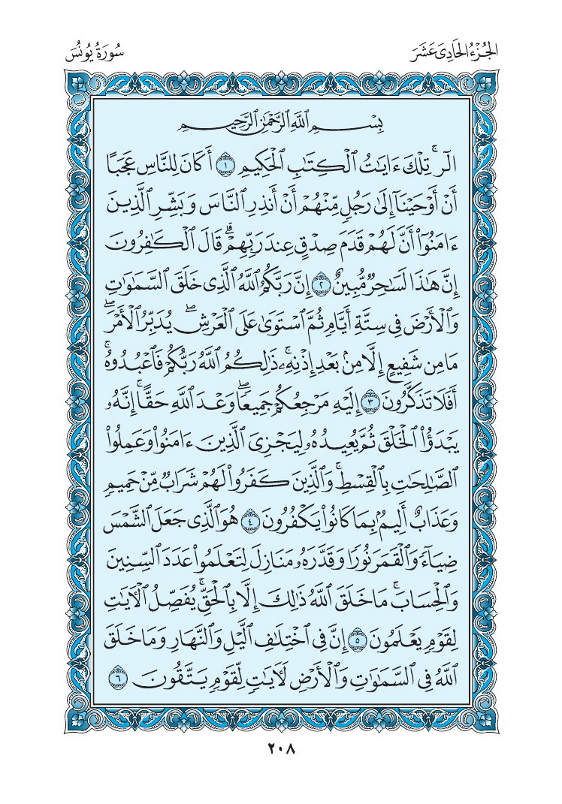 الجُزْءُ الحَادِىَ عَشَرَ
سُورَةُ يُونُسَ
بِسْمِ ٱللَّهِ ٱلرَّحْمَٰنِ ٱلرَّحِيمِ
الٓر ۚ تِلْكَ ءَايَٰتُ ٱلْكِتَٰبِ ٱلْحَكِيمِ ١ أَكَانَ لِلنَّاسِ عَجَبًا
أَنْ أَوْحَيْنَآ إِلَىٰ رَجُلٍ مِّنْهُمْ أَنْ أَنذِرِ ٱلنَّاسَ وَبَشِّرِ ٱلَّذِينَ
ءَامَنُوٓا۟ أَنَّ لَهُمْ قَدَمَ صِدْقٍ عِندَ رَبِّهِمْ ۗ قَالَ ٱلْكَٰفِرُونَ
إِنَّ هَٰذَا لَسَٰحِرٌ مُّبِينٌ ٢ إِنَّ رَبَّكُمُ ٱللَّهُ ٱلَّذِى خَلَقَ ٱلسَّمَٰوَٰتِ
وَٱلْأَرْضَ فِى سِتَّةِ أَيَّامٍ ثُمَّ ٱسْتَوَىٰ عَلَى ٱلْعَرْشِ ۖ يُدَبِّرُ ٱلْأَمْرَ ۖ
مَا مِن شَفِيعٍ إِلَّا مِنۢ بَعْدِ إِذْنِهِۦ ۚ ذَٰلِكُمُ ٱللَّهُ رَبُّكُمْ فَٱعْبُدُوهُ ۚ
أَفَلَا تَذَكَّرُونَ ٣ إِلَيْهِ مَرْجِعُكُمْ جَمِيعًا ۖ وَعْدَ ٱللَّهِ حَقًّا ۚ إِنَّهُۥ
يَبْدَؤُا۟ ٱلْخَلْقَ ثُمَّ يُعِيدُهُۥ لِيَجْزِىَ ٱلَّذِينَ ءَامَنُوا۟ وَعَمِلُوا۟
ٱلصَّٰلِحَٰتِ بِٱلْقِسْطِ ۚ وَٱلَّذِينَ كَفَرُوا۟ لَهُمْ شَرَابٌ مِّنْ حَمِيمٍ
وَعَذَابٌ أَلِيمٌۢ بِمَا كَانُوا۟ يَكْفُرُونَ ٤ هُوَ ٱلَّذِى جَعَلَ ٱلشَّمْسَ
ضِيَآءً وَٱلْقَمَرَ نُورًا وَقَدَّرَهُۥ مَنَازِلَ لِتَعْلَمُوا۟ عَدَدَ ٱلسِّنِينَ
وَٱلْحِسَابَ ۚ مَا خَلَقَ ٱللَّهُ ذَٰلِكَ إِلَّا بِٱلْحَقِّ ۚ يُفَصِّلُ ٱلْءَايَٰتِ
لِقَوْمٍ يَعْلَمُونَ ٥ إِنَّ فِى ٱخْتِلَٰفِ ٱلَّيْلِ وَٱلنَّهَارِ وَمَا خَلَقَ
ٱللَّهُ فِى ٱلسَّمَٰوَٰتِ وَٱلْأَرْضِ لَءَايَٰتٍ لِّقَوْمٍ يَتَّقُونَ ٦
٢٠٨